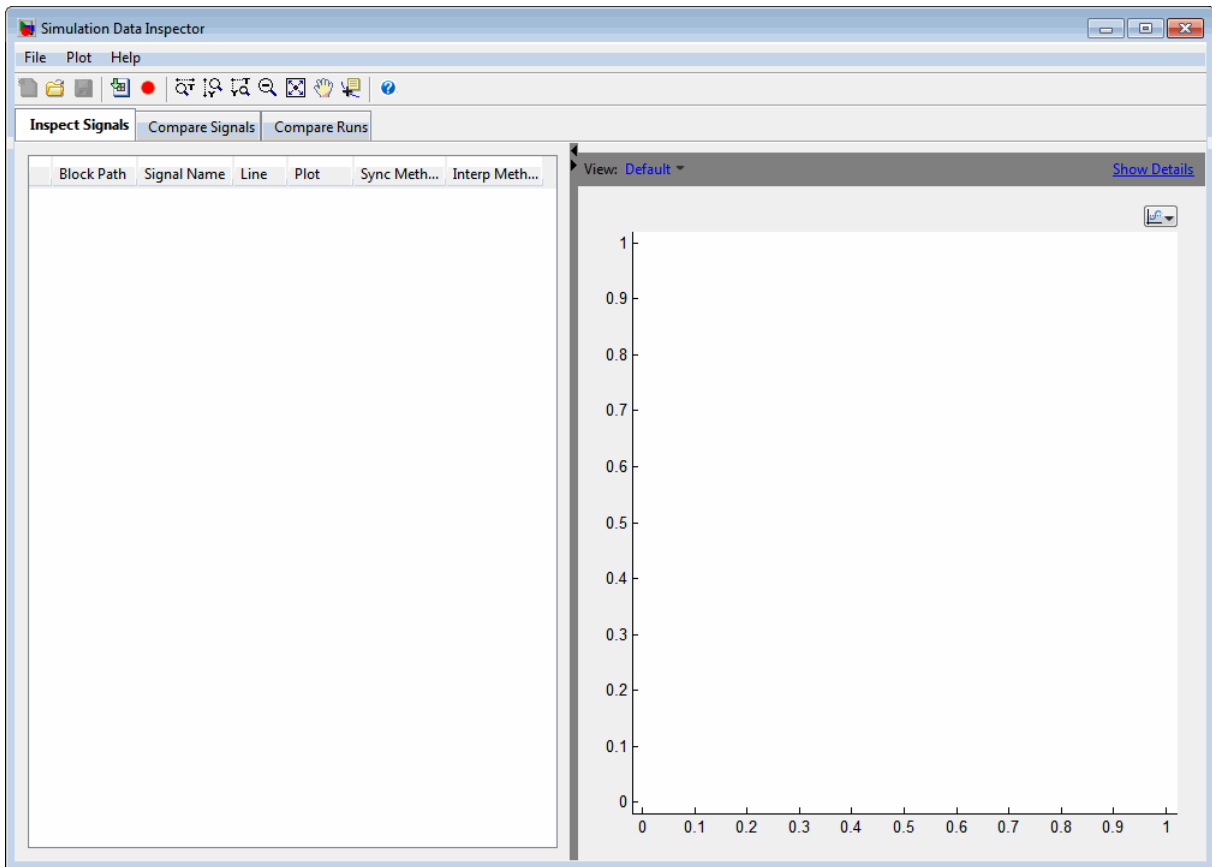 Simulation Data Inspector
File Plot Help
Inspect Signals Compare Signals Compare Runs
Block Path Signal Name Line Plot Sync Meth... Interp Meth...
View: Default Show Details
1
0.9
0.8
0.7
0.6
0.5
0.4
0.3
0.2
0.1
0
0 0.1 0.2 0.3 0.4 0.5 0.6 0.7 0.8 0.9 1